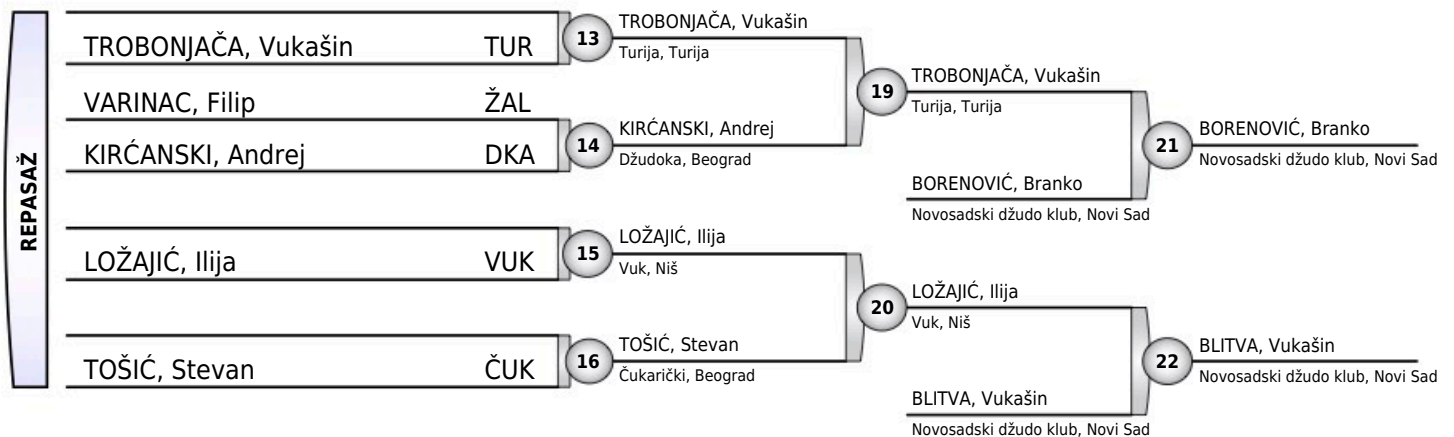 REPASAŽ
TROBONJAČA, Vukašin TUR
VARINAC, Filip ŽAL
KIRĆANSKI, Andrej DKA
LOŽAJIĆ, Ilija VUK
TOŠIĆ, Stevan ČUK
13
TROBONJAČA, Vukašin
Turija, Turija
14
KIRĆANSKI, Andrej
Džudoka, Beograd
15
LOŽAJIĆ, Ilija
Vuk, Niš
16
TOŠIĆ, Stevan
Čukarički, Beograd
19
TROBONJAČA, Vukašin
Turija, Turija
BORENOVIĆ, Branko
Novosadski džudo klub, Novi Sad
20
LOŽAJIĆ, Ilija
Vuk, Niš
BLITVA, Vukašin
Novosadski džudo klub, Novi Sad
21
BORENOVIĆ, Branko
Novosadski džudo klub, Novi Sad
22
BLITVA, Vukašin
Novosadski džudo klub, Novi Sad